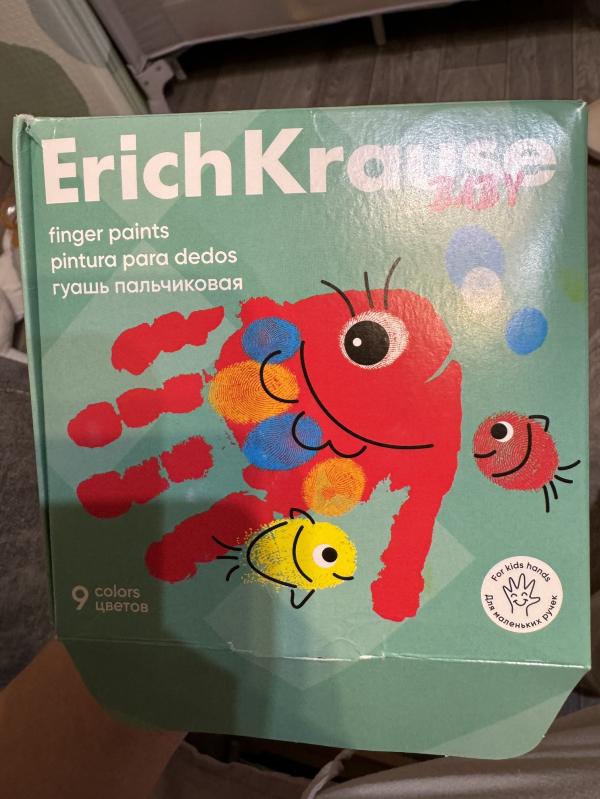 ErichKrause
BABY
finger paints
pintura para dedos
гуашь пальчиковая
9 colors
цветов
For kids hands
Для маленьких ручек